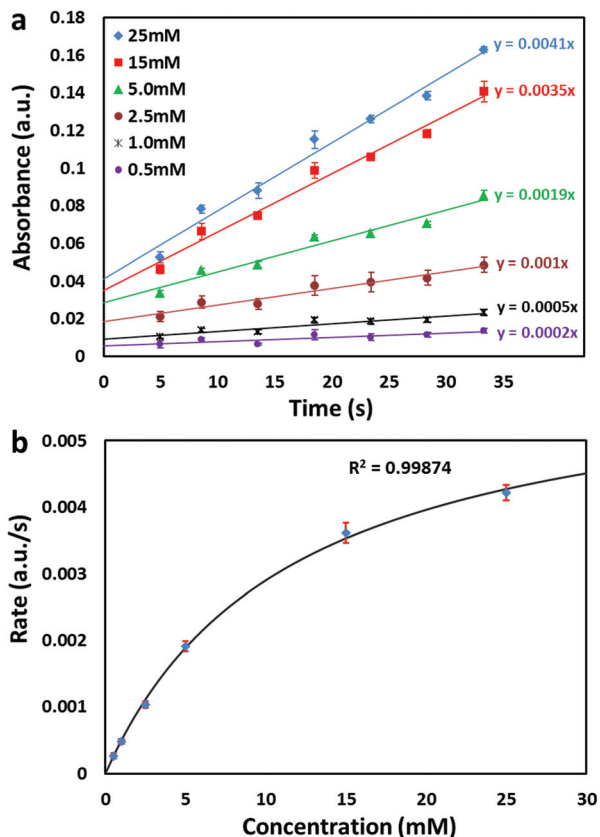 a
0.18
0.16
0.14
0.12
0.1
0.08
0.06
0.04
0.02
0
Absorbance (a.u.)
25mM
15mM
5.0mM
2.5mM
1.0mM
0.5mM
y = 0.0041x
y = 0.0035x
y = 0.0019x
y = 0.001x
y = 0.0005x
y = 0.0002x
0 5 10 15 20 25 30 35
Time (s)
b
0.005
0.004
0.003
0.002
0.001
0
Rate (a.u./s)
R² = 0.99874
0 5 10 15 20 25 30
Concentration (mM)